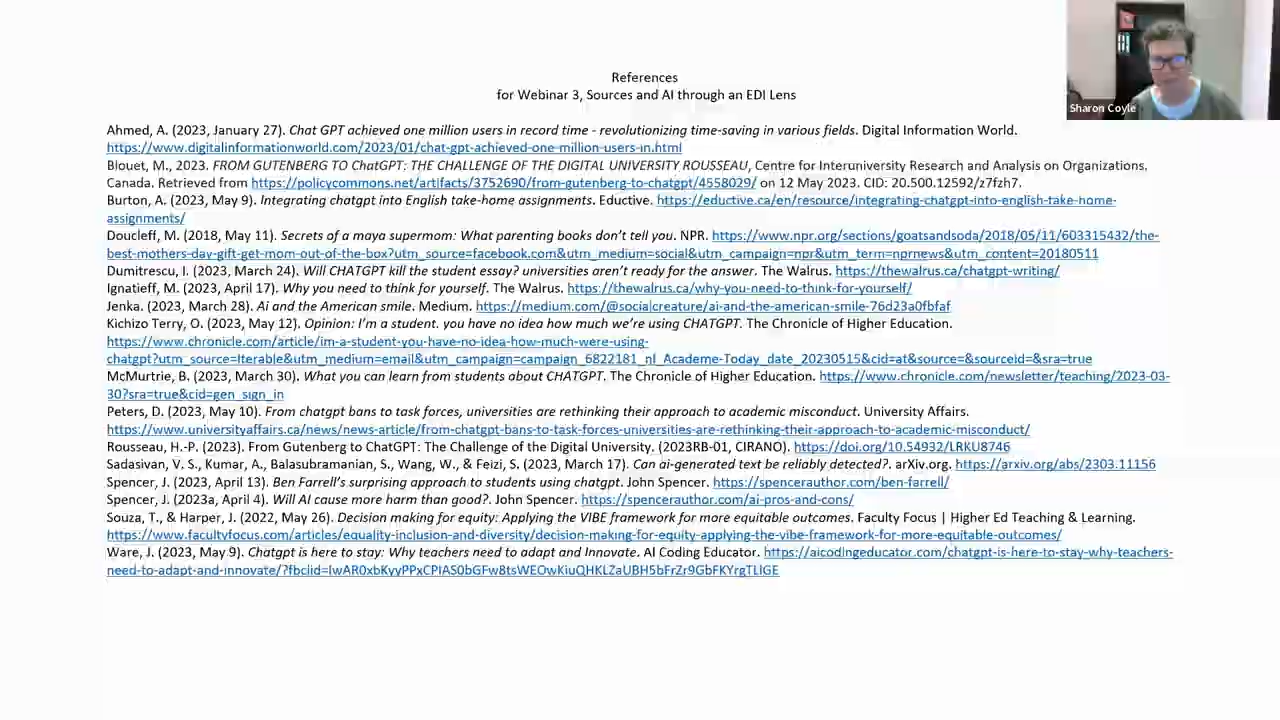 References
for Webinar 3, Sources and AI through an EDI Lens
Sharon Coyle
Ahmed, A. (2023, January 27). Chat GPT achieved one million users in record time - revolutionizing time-saving in various fields. Digital Information World.
https://www.digitalinformationworld.com/2023/01/chat-gpt-achieved-one-million-users-in.html
Blouet, M., 2023. FROM GUTENBERG TO ChatGPT: THE CHALLENGE OF THE DIGITAL UNIVERSITY ROUSSEAU, Centre for Interuniversity Research and Analysis on Organizations.
Canada. Retrieved from https://policycommons.net/artifacts/3752690/from-gutenberg-to-chatgpt/4558029/ on 12 May 2023. CID: 20.500.12592/z7fzh7.
Burton, A. (2023, May 9). Integrating chatgpt into English take-home assignments. Eductive. https://eductive.ca/en/resource/integrating-chatgpt-into-english-take-home-
assignments/
Doucleff, M. (2018, May 11). Secrets of a maya supermom: What parenting books don't tell you. NPR. https://www.npr.org/sections/goatsandsoda/2018/05/11/603315432/the-
best-mothers-day-gift-get-mom-out-of-the-box?utm_source=facebook.com&utm_medium=social&utm_campaign=npr&utm_term=nprnews&utm_content=20180511
Dumitrescu, I. (2023, March 24). Will CHATGPT kill the student essay? universities aren't ready for the answer. The Walrus. https://thewalrus.ca/chatgpt-writing/
Ignatieff, M. (2023, April 17). Why you need to think for yourself. The Walrus. https://thewalrus.ca/why-you-need-to-think-for-yourself/
Jenka. (2023, March 28). Ai and the American smile. Medium. https://medium.com/@socialcreature/ai-and-the-american-smile-76d23a0fbfaf
Kichizo Terry, O. (2023, May 12). Opinion: I'm a student. you have no idea how much we're using CHATGPT. The Chronicle of Higher Education.
https://www.chronicle.com/article/im-a-student-you-have-no-idea-how-much-were-using-
chatgpt?utm_source=Iterable&utm_medium=email&utm_campaign=campaign_6822181_nl_Academe-Today_date_20230515&cid=at&source=&sourceid=&sra=true
McMurtrie, B. (2023, March 30). What you can learn from students about CHATGPT. The Chronicle of Higher Education. https://www.chronicle.com/newsletter/teaching/2023-03-
30?sra=true&cid=gen_sign_in
Peters, D. (2023, May 10). From chatgpt bans to task forces, universities are rethinking their approach to academic misconduct. University Affairs.
https://www.universityaffairs.ca/news/news-article/from-chatgpt-bans-to-task-forces-universities-are-rethinking-their-approach-to-academic-misconduct/
Rousseau, H.-P. (2023). From Gutenberg to ChatGPT: The Challenge of the Digital University. (2023RB-01, CIRANO). https://doi.org/10.54932/LRKU8746
Sadasivan, V. S., Kumar, A., Balasubramanian, S., Wang, W., & Feizi, S. (2023, March 17). Can ai-generated text be reliably detected?. arXiv.org. https://arxiv.org/abs/2303.11156
Spencer, J. (2023, April 13). Ben Farrell's surprising approach to students using chatgpt. John Spencer. https://spencerauthor.com/ben-farrell/
Spencer, J. (2023a, April 4). Will AI cause more harm than good?. John Spencer. https://spencerauthor.com/ai-pros-and-cons/
Souza, T., & Harper, J. (2022, May 26). Decision making for equity: Applying the VIBE framework for more equitable outcomes. Faculty Focus | Higher Ed Teaching & Learning.
https://www.facultyfocus.com/articles/equality-inclusion-and-diversity/decision-making-for-equity-applying-the-vibe-framework-for-more-equitable-outcomes/
Ware, J. (2023, May 9). Chatgpt is here to stay: Why teachers need to adapt and Innovate. AI Coding Educator. https://aicodingeducator.com/chatgpt-is-here-to-stay-why-teachers-
need-to-adapt-and-innovate/?fbclid=IwAR0xbKyyPPxCPIAS0bGFw8tsWEOwKiuQHKLZaUBH5bFrZr9GbFKYrgTLIGE